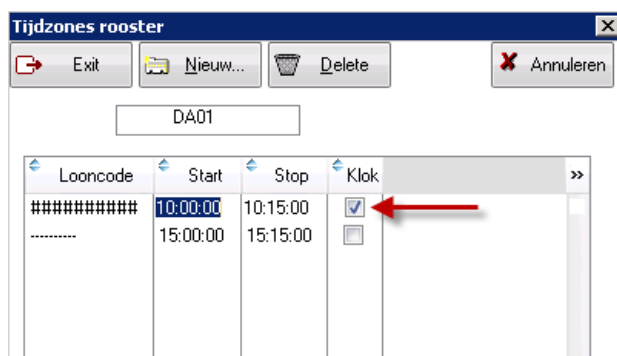 Tijdzones rooster
Exit Nieuw... Delete Annuleren
DA01
Looncode Start Stop Klok »
########## 10:00:00 10:15:00
--------- 15:00:00 15:15:00